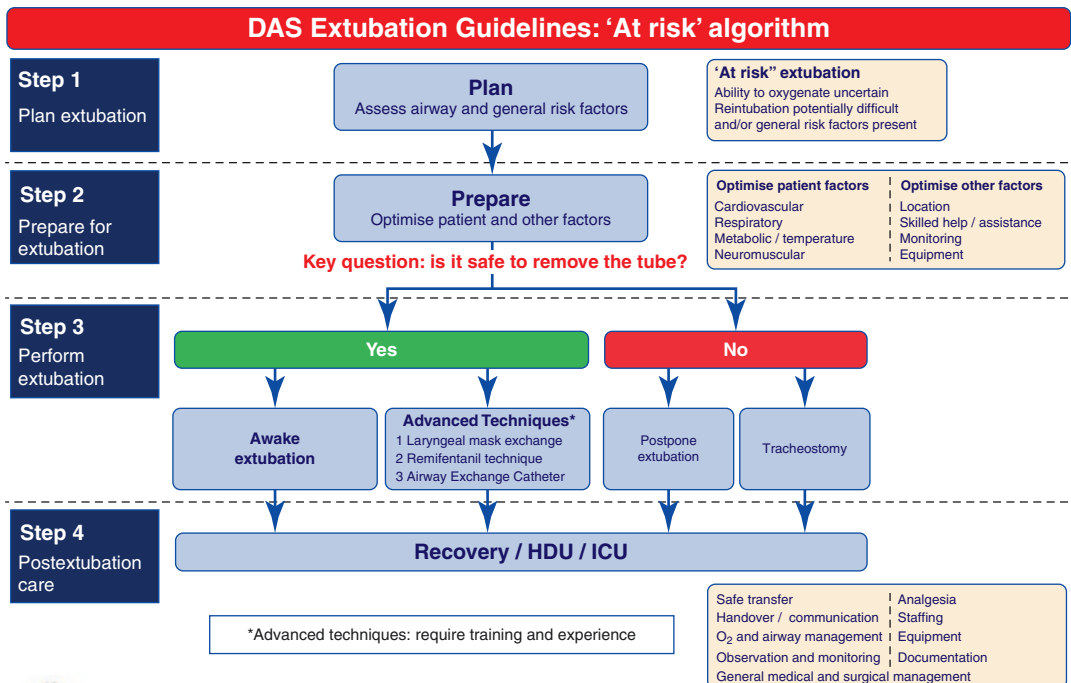 DAS Extubation Guidelines: ‘At risk’ algorithm
Step 1
Plan extubation
Plan
Assess airway and general risk factors
‘At risk” extubation
Ability to oxygenate uncertain
Reintubation potentially difficult
and/or general risk factors present
Step 2
Prepare for
extubation
Prepare
Optimise patient and other factors
Optimise patient factors
Cardiovascular
Respiratory
Metabolic / temperature
Neuromuscular
Optimise other factors
Location
Skilled help / assistance
Monitoring
Equipment
Key question: is it safe to remove the tube?
Step 3
Perform
extubation
Yes
No
Awake
extubation
Advanced Techniques*
1 Laryngeal mask exchange
2 Remifentanil technique
3 Airway Exchange Catheter
Postpone
extubation
Tracheostomy
Step 4
Postextubation
care
Recovery / HDU / ICU
*Advanced techniques: require training and experience
Safe transfer
Handover / communication
O₂ and airway management
Observation and monitoring
Analgesia
Staffing
Equipment
Documentation
General medical and surgical management